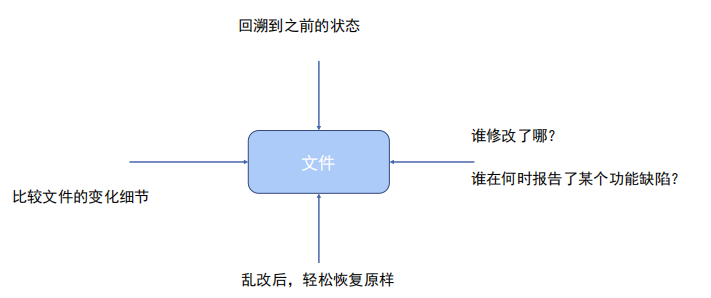 回溯到之前的状态
谁修改了哪？
文件
谁在何时报告了某个功能缺陷？
比较文件的变化细节
乱改后，轻松恢复原样